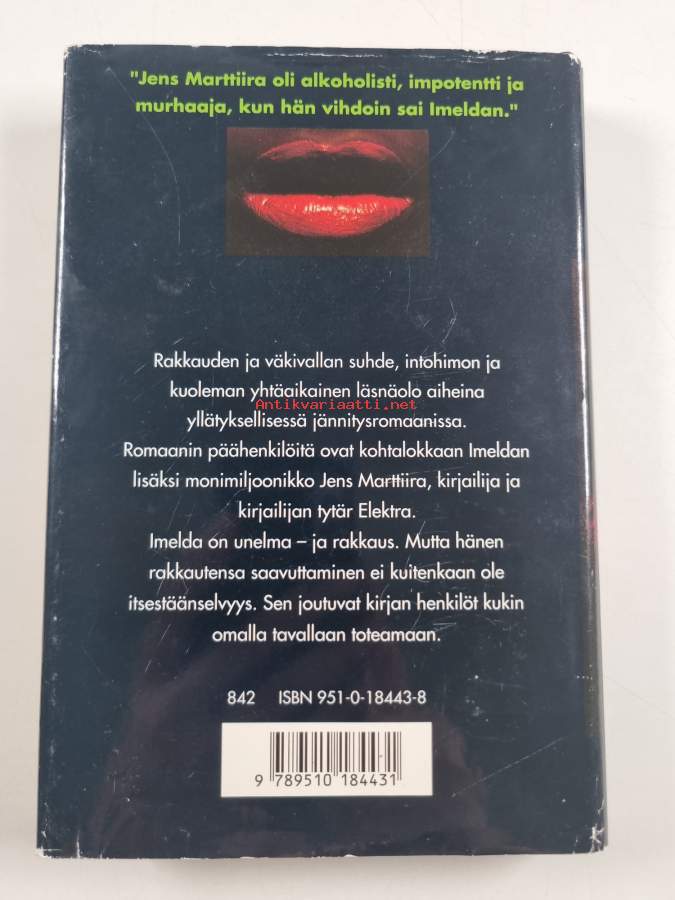 "Jens Marttiira oli alkoholisti, impotentti ja
murhaaja, kun hän vihdoin sai Imeldan."
Rakkauden ja väkivallan suhde, intohimon ja
kuoleman yhtäaikainen läsnäolo aiheina
Antikvariaatti.net
yllätyksellisessä jännitysromaanissa.
Romaanin päähenkilöitä ovat kohtalokkaan Imeldan
lisäksi monimiljoonikko Jens Marttiira, kirjailija ja
kirjailijan tytär Elektra.
Imelda on unelma – ja rakkaus. Mutta hänen
rakkautensa saavuttaminen ei kuitenkaan ole
itsestäänselvyys. Sen joutuvat kirjan henkilöt kukin
omalla tavallaan toteamaan.
842 ISBN 951-0-18443-8
9 789510 184431